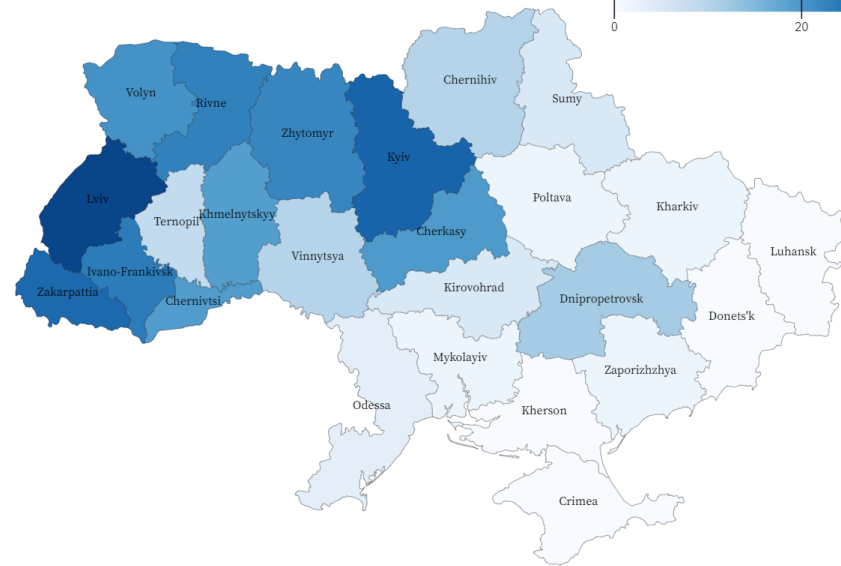 0 20
Chernihiv
Volyn
Sumy
Rivne
Zhytomyr
Kyiv
Lviv
Poltava
Kharkiv
Ternopil
Khmelnytskyy
Cherkasy
Luhansk
Vinnytsya
Ivano-Frankivsk
Kirovohrad
Zakarpattia
Chernivtsi
Dnipropetrovsk
Donets'k
Mykolayiv
Zaporizhzhya
Odessa
Kherson
Crimea